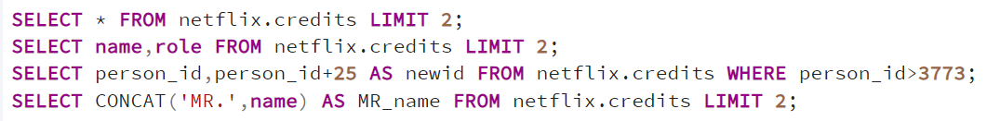 SELECT * FROM netflix.credits LIMIT 2;
SELECT name,role FROM netflix.credits LIMIT 2;
SELECT person_id,person_id+25 AS newid FROM netflix.credits WHERE person_id>3773;
SELECT CONCAT('MR.',name) AS MR_name FROM netflix.credits LIMIT 2;